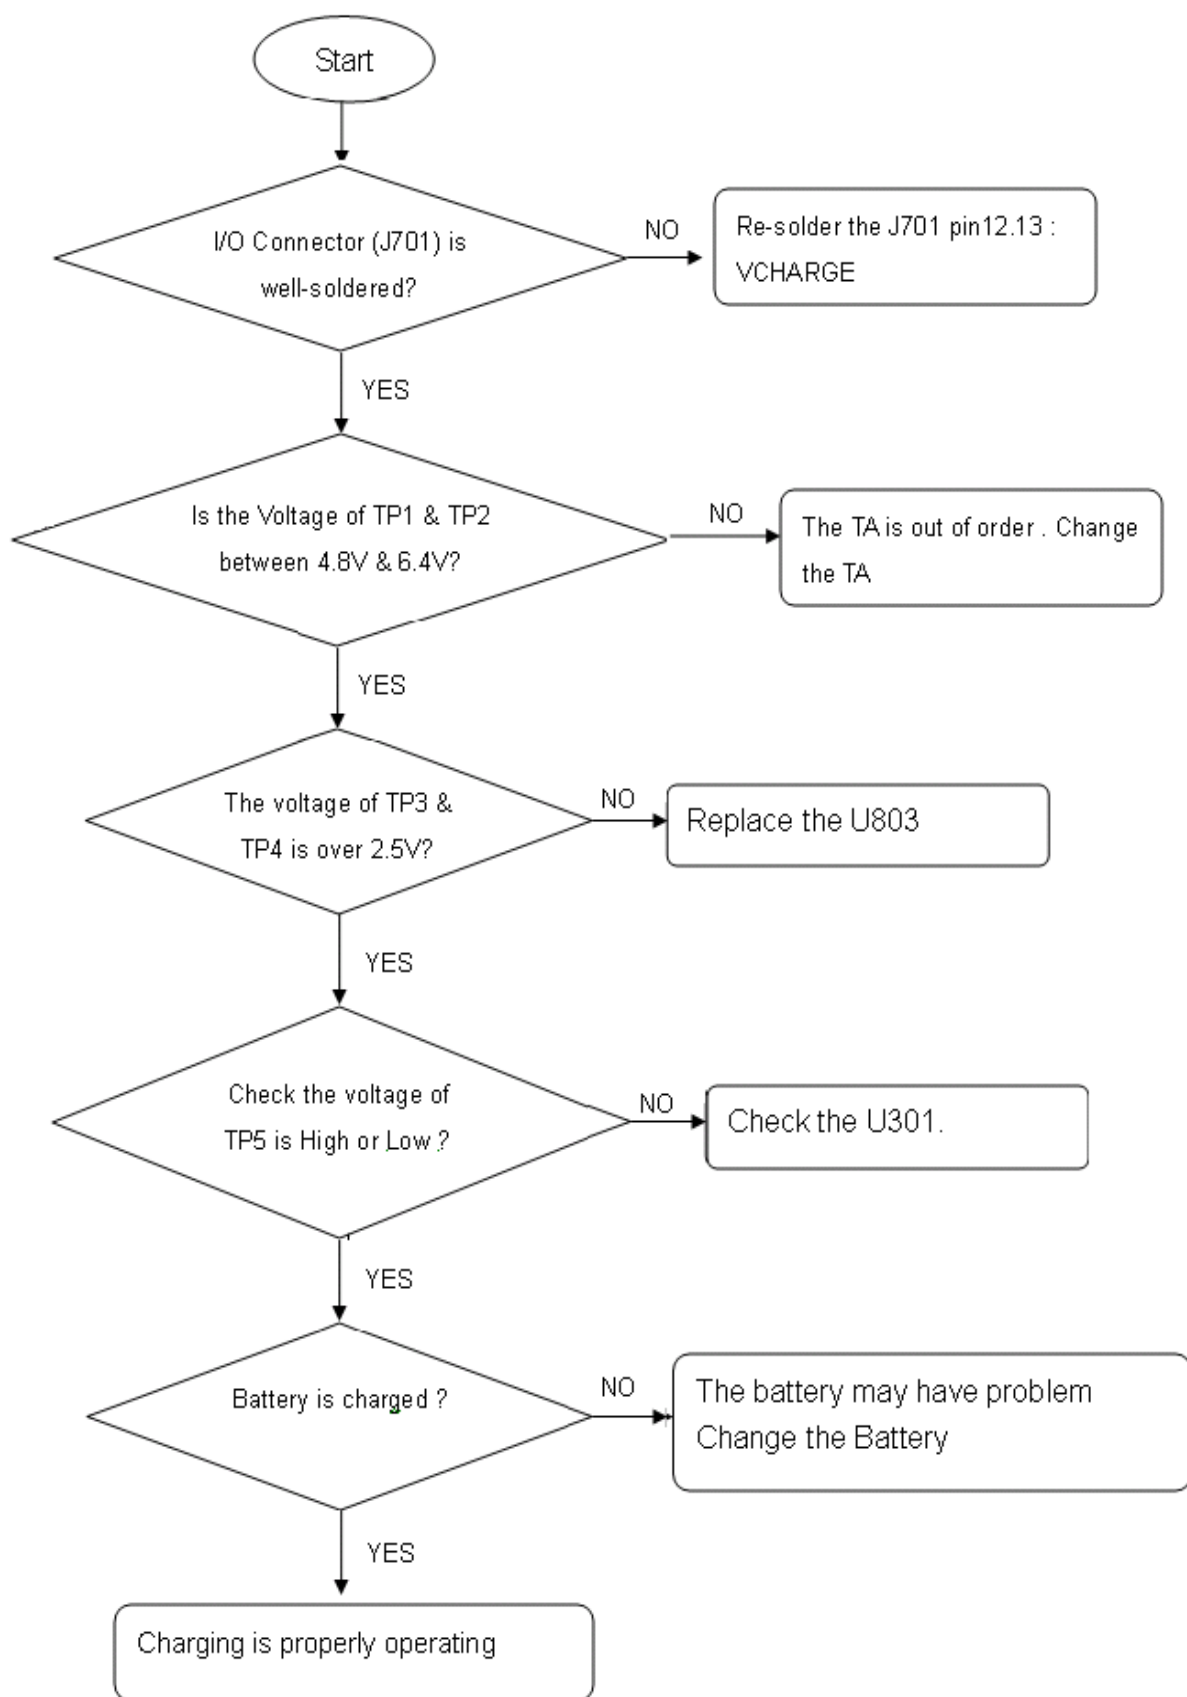 Start
I/O Connector (J701) is
well-soldered?
NO
Re-solder the J701 pin12.13 :
VCHARGE
YES
Is the Voltage of TP1 & TP2
between 4.8V & 6.4V?
NO
The TA is out of order . Change
the TA
YES
The voltage of TP3 &
TP4 is over 2.5V?
NO
Replace the U803
YES
Check the voltage of
TP5 is High or Low ?
NO
Check the U301.
YES
Battery is charged ?
NO
The battery may have problem
Change the Battery
YES
Charging is properly operating